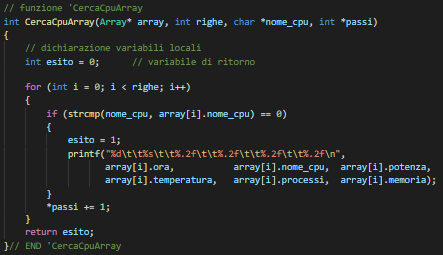 // funzione 'CercaCpuArray
int CercaCpuArray(Array* array, int righe, char *nome_cpu, int *passi)
{
    // dichiarazione variabili locali
    int esito = 0;      // variabile di ritorno
    for (int i = 0; i < righe; i++)
    {
        if (strcmp(nome_cpu, array[i].nome_cpu) == 0)
        {
            esito = 1;
            printf("%d\t\t%s\t\t%.2f\t\t%.2f\t\t%.2f\t\t%.2f\n",
                   array[i].ora,          array[i].nome_cpu,  array[i].potenza,
                   array[i].temperatura,  array[i].processi,  array[i].memoria);
        }
        *passi += 1;
    }
    return esito;
}// END 'CercaCpuArray